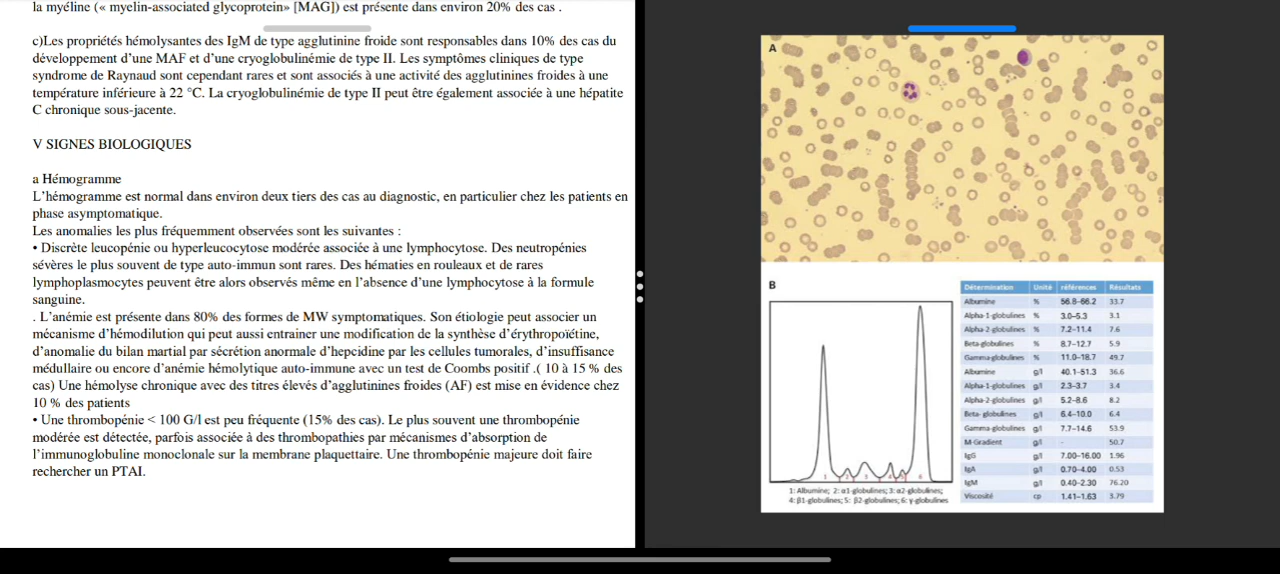 la myéline (« myelin-associated glycoprotein» [MAG]) est présente dans environ 20% des cas .
c)Les propriétés hémolysantes des IgM de type agglutinine froide sont responsables dans 10% des cas du
développement d’une MAF et d’une cryoglobulinémie de type II. Les symptômes cliniques de type
syndrome de Raynaud sont cependant rares et sont associés à une activité des agglutinines froides à une
température inférieure à 22 °C. La cryoglobulinémie de type II peut être également associée à une hépatite
C chronique sous-jacente.
V SIGNES BIOLOGIQUES
a Hémogramme
L’hémogramme est normal dans environ deux tiers des cas au diagnostic, en particulier chez les patients en
phase asymptomatique.
Les anomalies les plus fréquemment observées sont les suivantes :
• Discrète leucopénie ou hyperleucocytose modérée associée à une lymphocytose. Des neutropénies
sévères le plus souvent de type auto-immun sont rares. Des hématies en rouleaux et de rares
lymphoplasmocytes peuvent être alors observés même en l’absence d’une lymphocytose à la formule
sanguine.
. L’anémie est présente dans 80% des formes de MW symptomatiques. Son étiologie peut associer un
mécanisme d’hémodilution qui peut aussi entrainer une modification de la synthèse d’érythropoïétine,
d’anomalie du bilan martial par sécrétion anormale d’hepcidine par les cellules tumorales, d’insuffisance
médullaire ou encore d’anémie hémolytique auto-immune avec un test de Coombs positif .( 10 à 15 % des
cas) Une hémolyse chronique avec des titres élevés d’agglutinines froides (AF) est mise en évidence chez
10 % des patients
• Une thrombopénie < 100 G/l est peu fréquente (15% des cas). Le plus souvent une thrombopénie
modérée est détectée, parfois associée à des thrombopathies par mécanismes d’absorption de
l’immunoglobuline monoclonale sur la membrane plaquettaire. Une thrombopénie majeure doit faire
rechercher un PTAI.
A
B
1 2 3 4 5 6
1: Albumine; 2: α1-globulines; 3: α2-globulines;
4: β1-globulines; 5: β2-globulines; 6: γ-globulines
Détermination Unité références Résultats
Albumine % 56.8-66.2 33.7
Alpha-1-globulines % 3.0-5.3 3.1
Alpha-2-globulines % 7.2-11.4 7.6
Beta-globulines % 8.7-12.7 5.9
Gamma-globulines % 11.0-18.7 49.7
Albumine g/l 40.1-51.3 36.6
Alpha-1-globulines g/l 2.3-3.7 3.4
Alpha-2-globulines g/l 5.2-8.6 8.2
Beta- globulines g/l 6.4-10.0 6.4
Gamma-globulines g/l 7.7-14.6 53.9
M-Gradient g/l - 50.7
IgG g/l 7.00-16.00 1.96
IgA g/l 0.70-4.00 0.53
IgM g/l 0.40-2.30 76.20
Viscosité cp 1.41-1.63 3.79